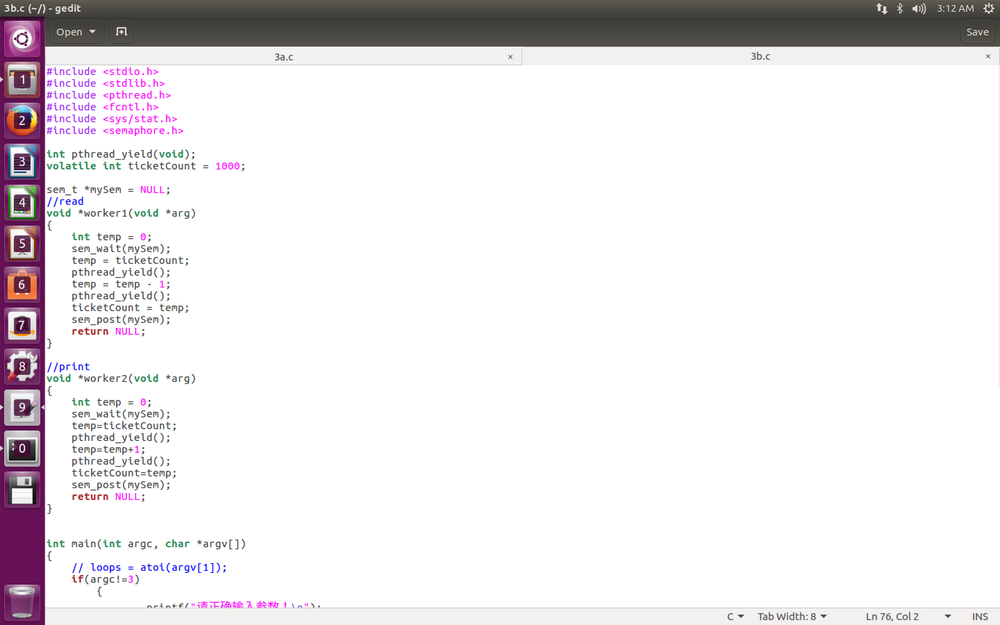 3b.c (~/) - gedit
3:12 AM
Open
Save
3a.c
3b.c
#include <stdio.h>
#include <stdlib.h>
#include <pthread.h>
#include <fcntl.h>
#include <sys/stat.h>
#include <semaphore.h>
int pthread_yield(void);
volatile int ticketCount = 1000;
sem_t *mySem = NULL;
//read
void *worker1(void *arg)
{
int temp = 0;
sem_wait(mySem);
temp = ticketCount;
pthread_yield();
temp = temp - 1;
pthread_yield();
ticketCount = temp;
sem_post(mySem);
return NULL;
}
//print
void *worker2(void *arg)
{
int temp = 0;
sem_wait(mySem);
temp=ticketCount;
pthread_yield();
temp=temp+1;
pthread_yield();
ticketCount=temp;
sem_post(mySem);
return NULL;
}
int main(int argc, char *argv[])
{
// loops = atoi(argv[1]);
if(argc!=3)
{
printf("请正确输入参数！\n");
1
2
3
4
5
6
7
8
9
0
C
Tab Width: 8
Ln 76, Col 2
INS